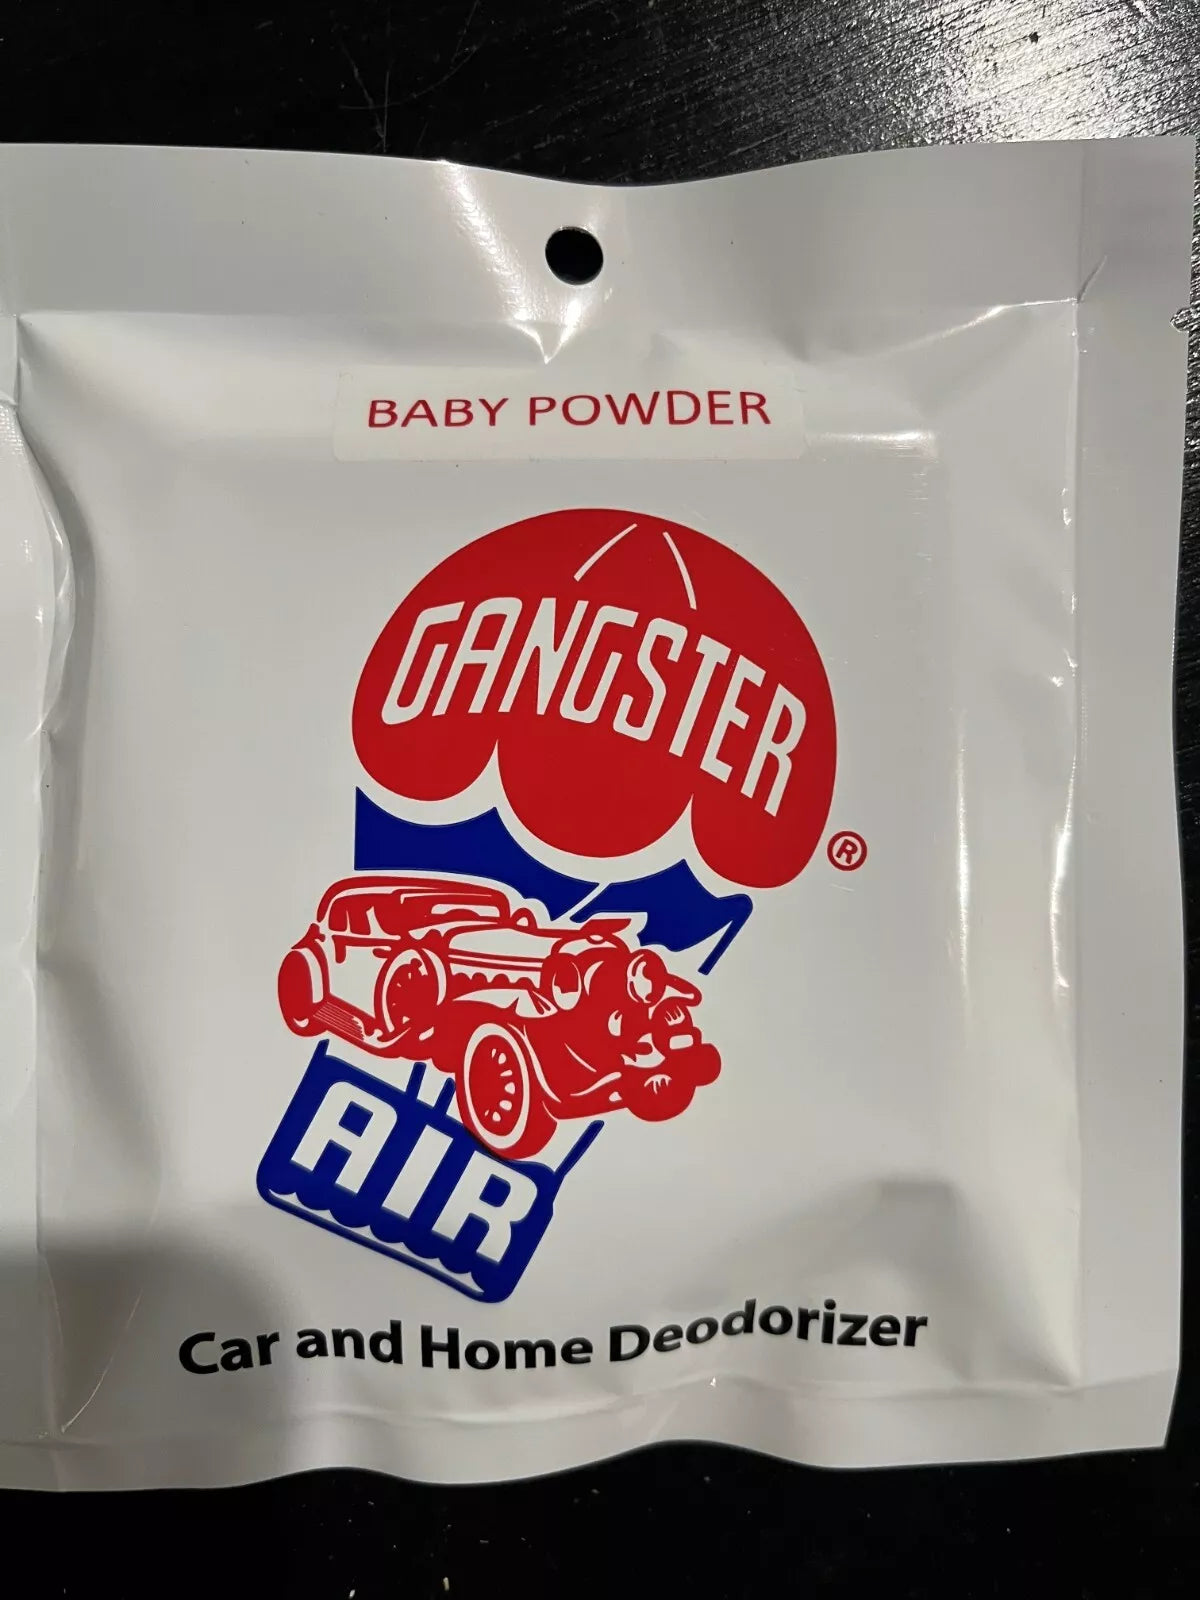 BABY POWDER
GANGSTER
®
AIR
Car and Home Deodorizer